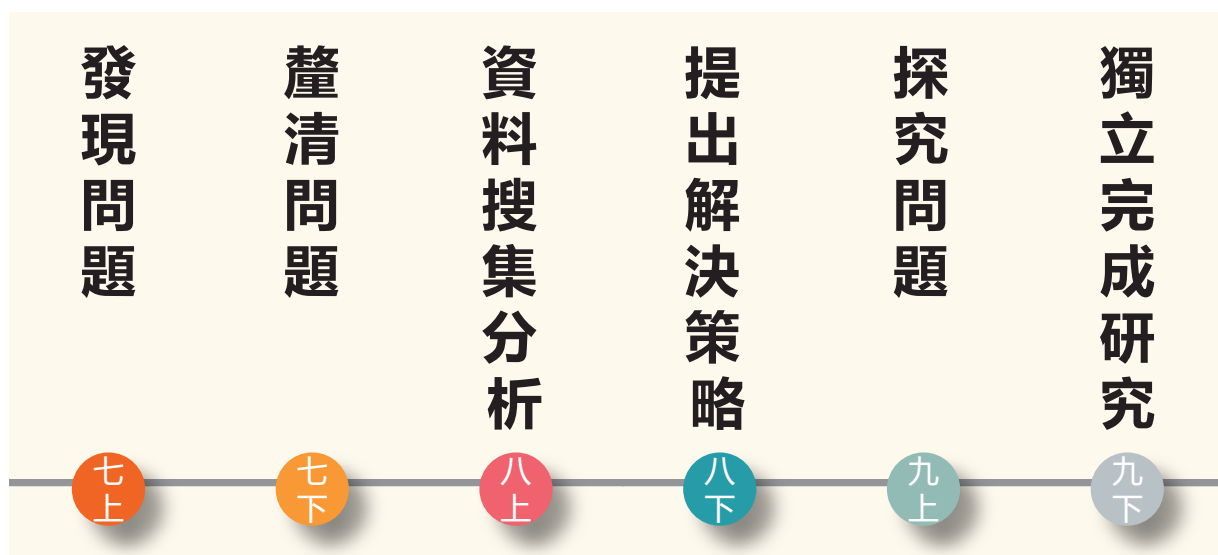 發現問題
七上
釐清問題
七下
資料搜集分析
八上
提出解決策略
八下
探究問題
九上
獨立完成研究
九下